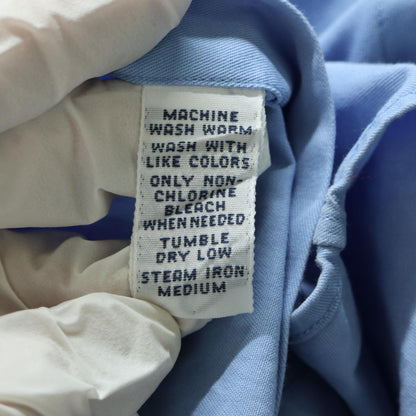 MACHINE
WASH WARM
WASH WITH
LIKE COLORS
ONLY NON-
CHLORINE
BLEACH
WHEN NEEDED
TUMBLE
DRY LOW
STEAM IRON
MEDIUM